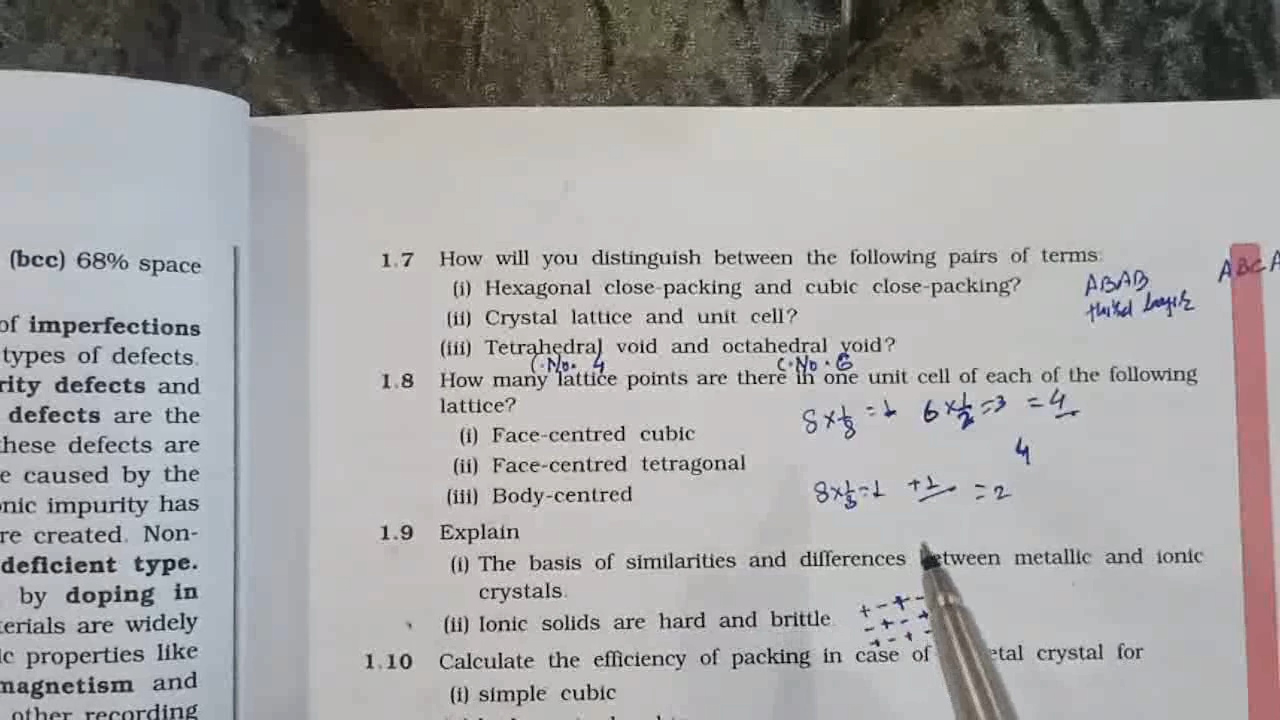 (bcc) 68% space
of imperfections
types of defects.
rity defects and
defects are the
hese defects are
e caused by the
onic impurity has
re created. Non-
deficient type.
by doping in
terials are widely
c properties like
magnetism and
other recording
1.7 How will you distinguish between the following pairs of terms
(i) Hexagonal close-packing and cubic close-packing? ABAB ABCA
(ii) Crystal lattice and unit cell?
(iii) Tetrahedral void and octahedral void?
C.No. 4 C.No. 6
1.8 How many lattice points are there in one unit cell of each of the following
lattice?
8 × 1/8 = 1 6 × 1/2 = 3 = 4
(i) Face-centred cubic
(ii) Face-centred tetragonal 4
(iii) Body-centred 8 × 1/8 = 1 + 1 = 2
1.9 Explain
(i) The basis of similarities and differences between metallic and ionic
crystals.
(ii) Ionic solids are hard and brittle
+ - + -
- + - +
+ - + -
1.10 Calculate the efficiency of packing in case of etal crystal for
(i) simple cubic